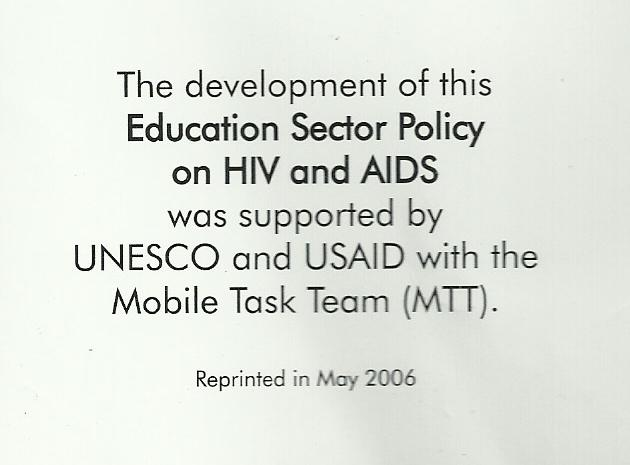 The development of this
Education Sector Policy
on HIV and AIDS
was supported by
UNESCO and USAID with the
Mobile Task Team (MTT).
Reprinted in May 2006